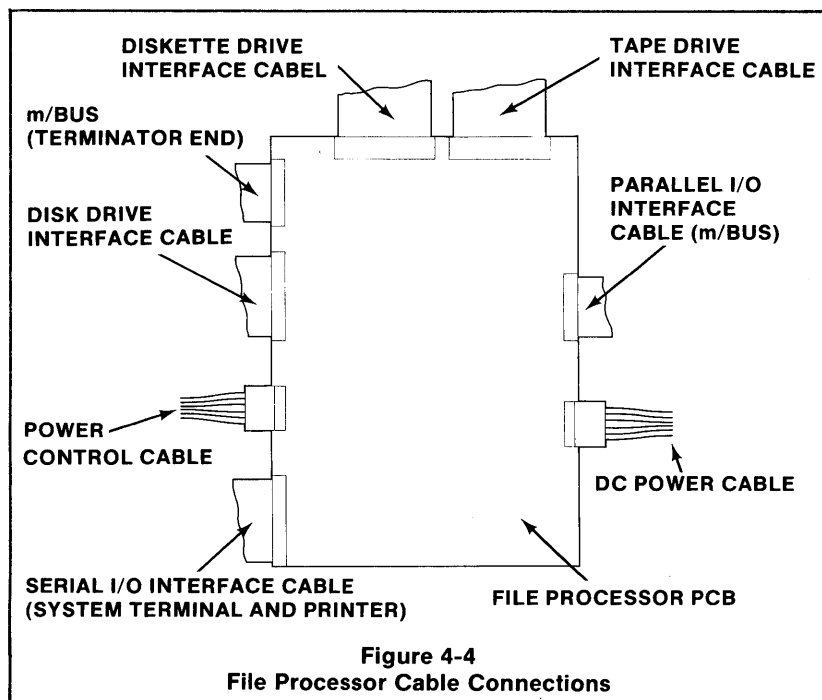 DISKETTE DRIVE
INTERFACE CABEL
TAPE DRIVE
INTERFACE CABLE
m/BUS
(TERMINATOR END)
DISK DRIVE
INTERFACE CABLE
PARALLEL I/O
INTERFACE
CABLE (m/BUS)
POWER
CONTROL CABLE
DC POWER CABLE
SERIAL I/O INTERFACE CABLE
(SYSTEM TERMINAL AND PRINTER)
FILE PROCESSOR PCB
Figure 4-4
File Processor Cable Connections